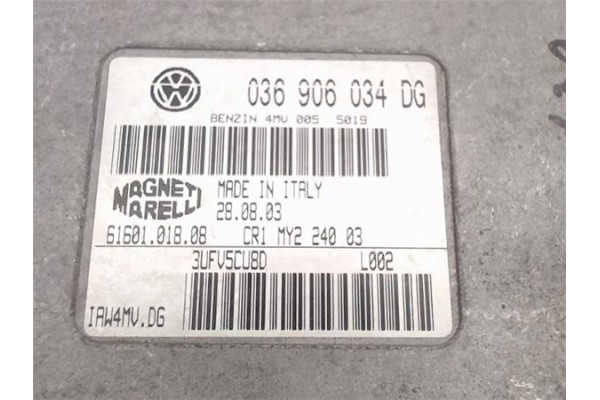 036 906 034 DG
BENZIN 4MV 005 5019
MAGNETI
MARELLI
MADE IN ITALY
28.08.03
61601.018.08 CR1 MY2 240 03
3UFV5CU8D L002
IAW4MV.DG